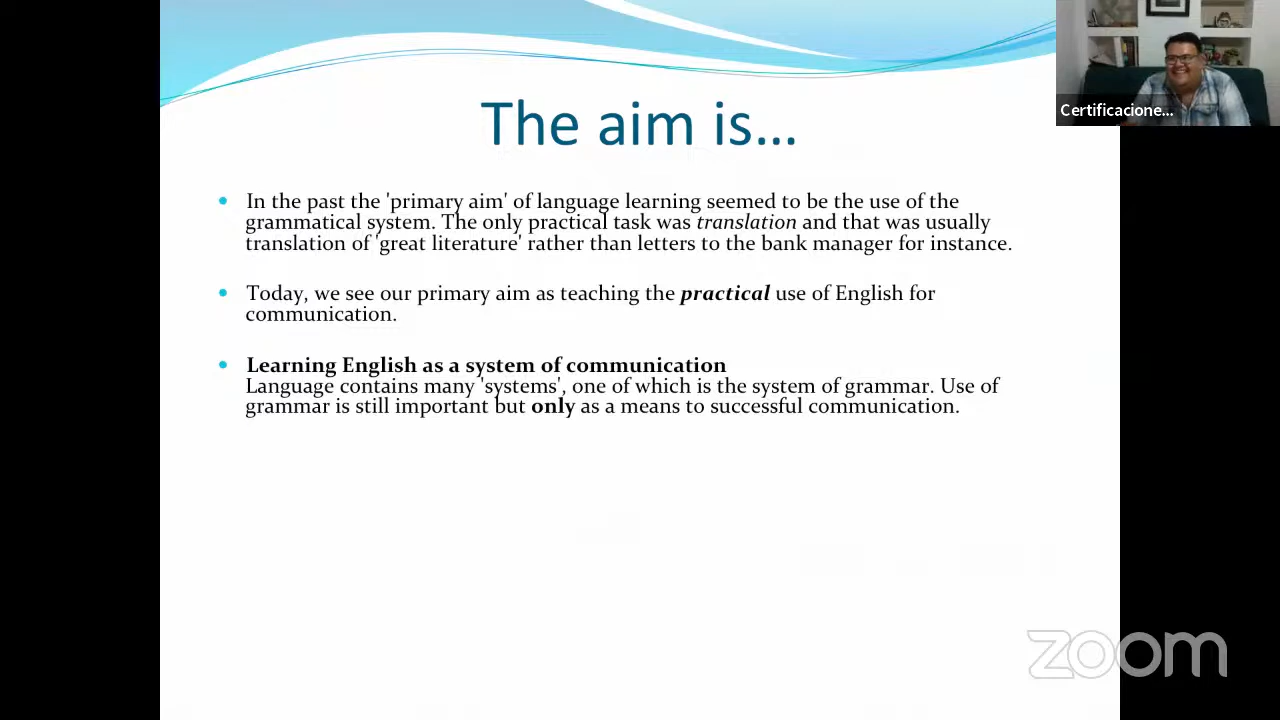 The aim is...
Certificacione...
In the past the 'primary aim' of language learning seemed to be the use of the
grammatical system. The only practical task was translation and that was usually
translation of 'great literature' rather than letters to the bank manager for instance.
Today, we see our primary aim as teaching the practical use of English for
communication.
Learning English as a system of communication
Language contains many 'systems', one of which is the system of grammar. Use of
grammar is still important but only as a means to successful communication.
zoom